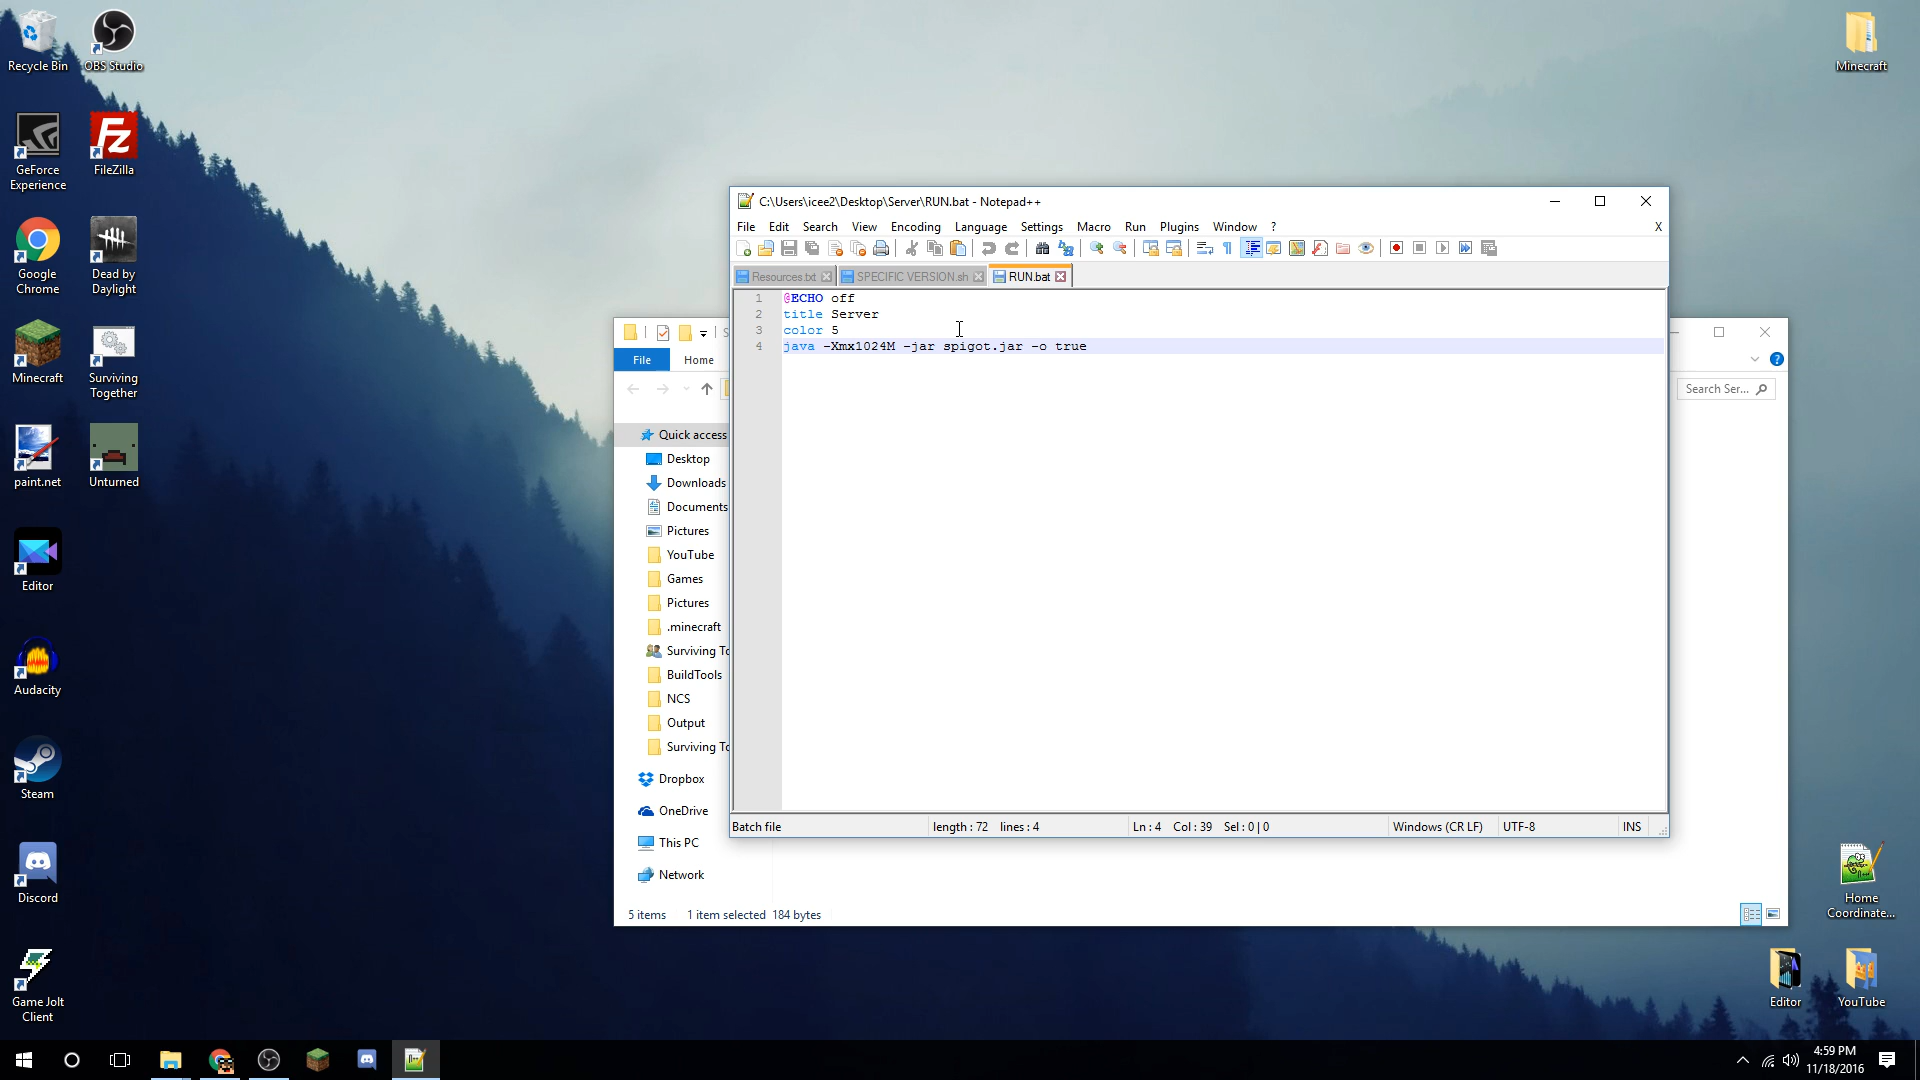 Recycle Bin
OBS Studio
GeForce
Experience
FileZilla
Google
Chrome
Dead by
Daylight
Minecraft
Surviving
Together
paint.net
Unturned
Editor
Audacity
Steam
Discord
Game Jolt
Client
Minecraft
C:\Users\icee2\Desktop\Server\RUN.bat - Notepad++
File Edit Search View Encoding Language Settings Macro Run Plugins Window ? X
Resources.txt SPECIFIC VERSION.sh RUN.bat
1 @ECHO off
2 title Server
3 color 5
4 java -Xmx1024M -jar spigot.jar -o true
Batch file length : 72 lines : 4 Ln : 4 Col : 39 Sel : 0 | 0 Windows (CR LF) UTF-8 INS
File Home
Search Ser...
Quick access
Desktop
Downloads
Documents
Pictures
YouTube
Games
Pictures
.minecraft
Surviving To
BuildTools
NCS
Output
Surviving To
Dropbox
OneDrive
This PC
Network
5 items 1 item selected 184 bytes
Home
Coordinate...
Editor
YouTube
4:59 PM
11/18/2016